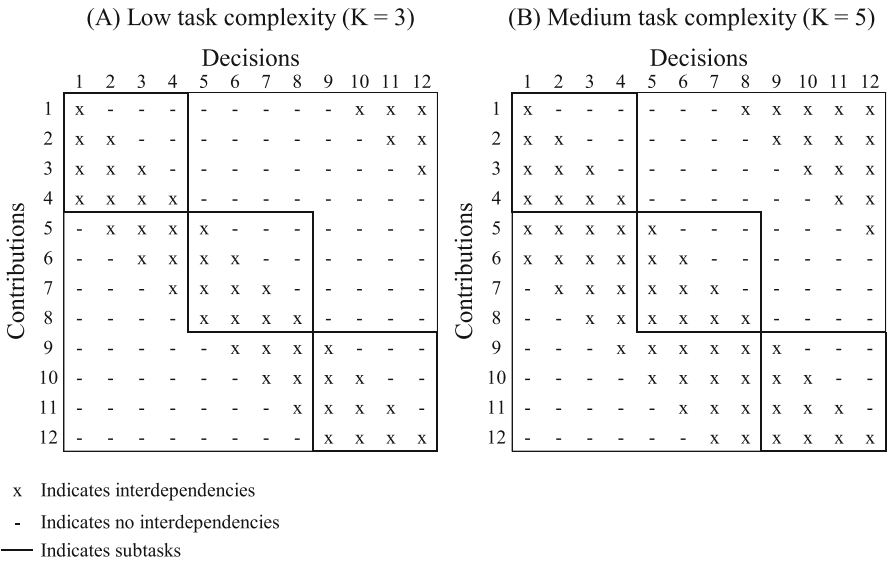 (A) Low task complexity (K = 3)
Decisions
1 2 3 4 5 6 7 8 9 10 11 12
Contributions
1 x - - - - - - - - x x x
2 x x - - - - - - - - x x
3 x x x - - - - - - - - x
4 x x x x - - - - - - - -
5 - x x x x - - - - - - -
6 - - x x x x - - - - - -
7 - - - x x x x - - - - -
8 - - - - x x x x - - - -
9 - - - - - x x x x - - -
10 - - - - - - x x x x - -
11 - - - - - - - x x x x -
12 - - - - - - - - x x x x
(B) Medium task complexity (K = 5)
Decisions
1 2 3 4 5 6 7 8 9 10 11 12
Contributions
1 x - - - - - - x x x x x
2 x x - - - - - - x x x x
3 x x x - - - - - - x x x
4 x x x x - - - - - - x x
5 x x x x x - - - - - - x
6 x x x x x x - - - - - -
7 - x x x x x x - - - - -
8 - - x x x x x x - - - -
9 - - - x x x x x x - - -
10 - - - - x x x x x x - -
11 - - - - - x x x x x x -
12 - - - - - - x x x x x x
x Indicates interdependencies
- Indicates no interdependencies
Indicates subtasks